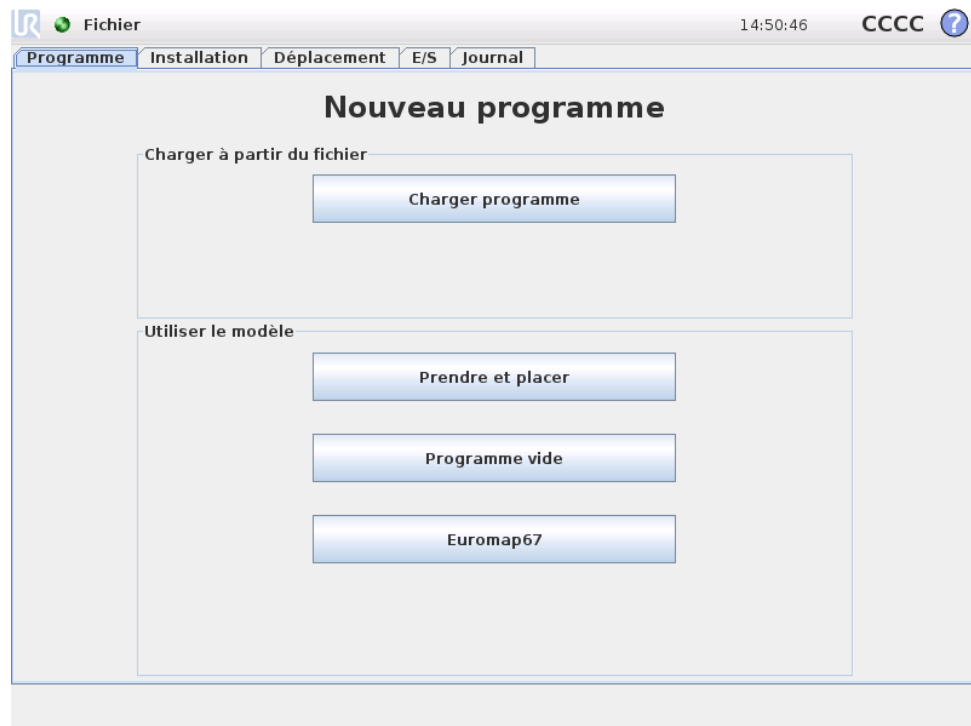 UR Fichier 14:50:46 CCCC ?
Programme Installation Déplacement E/S Journal
Nouveau programme
Charger à partir du fichier
Charger programme
Utiliser le modèle
Prendre et placer
Programme vide
Euromap67